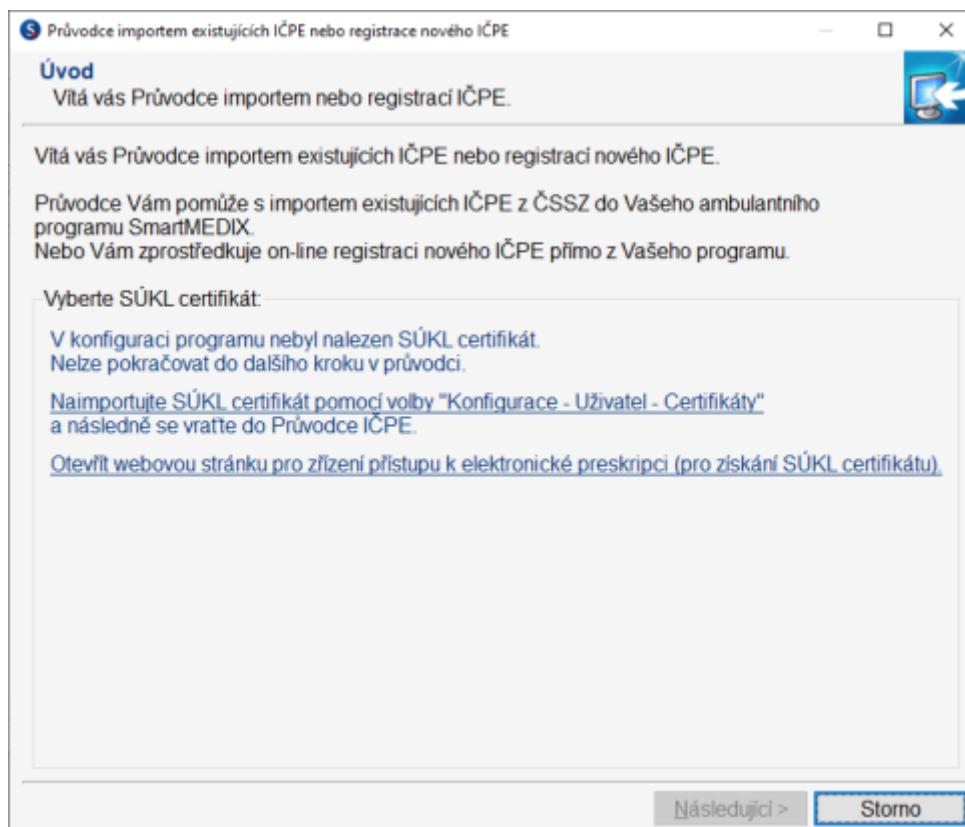 Průvodce importem existujících IČPE nebo registrace nového IČPE
Úvod
Vítá vás Průvodce importem nebo registrací IČPE.
Vítá vás Průvodce importem existujících IČPE nebo registrací nového IČPE.
Průvodce Vám pomůže s importem existujících IČPE z ČSSZ do Vašeho ambulantního
programu SmartMEDIX.
Nebo Vám zprostředkuje on-line registraci nového IČPE přímo z Vašeho programu.
Vyberte SÚKL certifikát:
V konfiguraci programu nebyl nalezen SÚKL certifikát.
Nelze pokračovat do dalšího kroku v průvodci.
Naimportujte SÚKL certifikát pomocí volby "Konfigurace - Uživatel - Certifikáty"
a následně se vraťte do Průvodce IČPE.
Otevřít webovou stránku pro zřízení přístupu k elektronické preskripci (pro získání SÚKL certifikátu).
Následující >
Storno